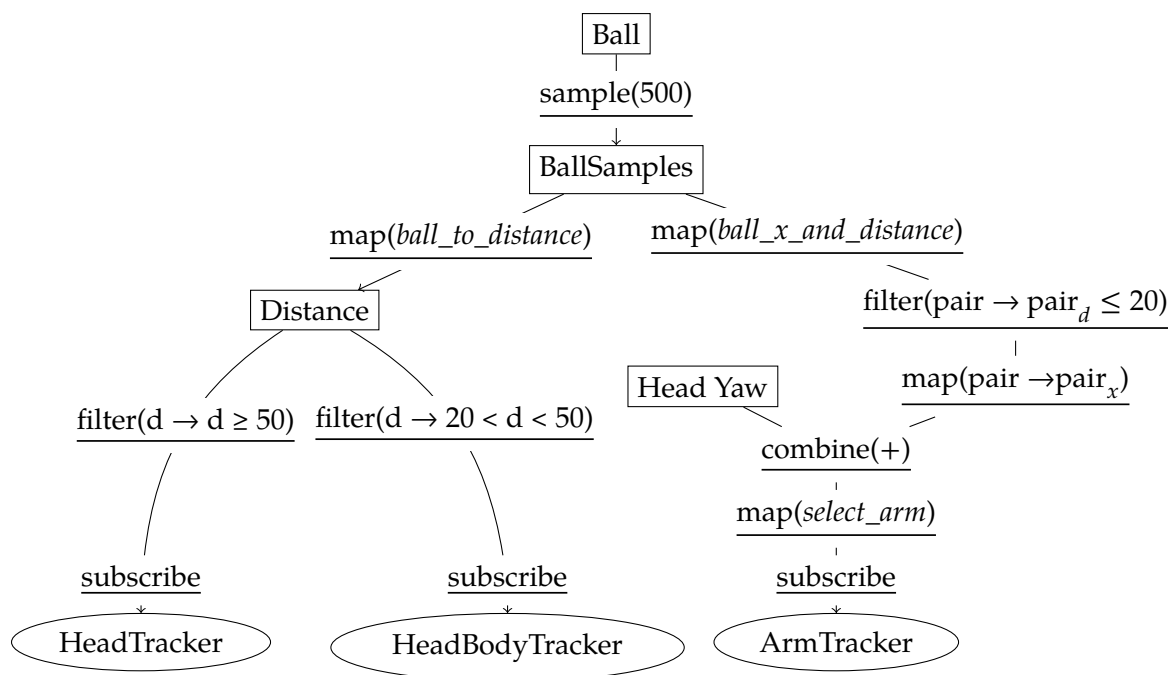 Ball
sample(500)
BallSamples
map(ball_to_distance)
map(ball_x_and_distance)
Distance
filter(pair → pair_d ≤ 20)
Head Yaw
map(pair →pair_x)
filter(d → d ≥ 50)
filter(d → 20 < d < 50)
combine(+)
map(select_arm)
subscribe
subscribe
subscribe
HeadTracker
HeadBodyTracker
ArmTracker